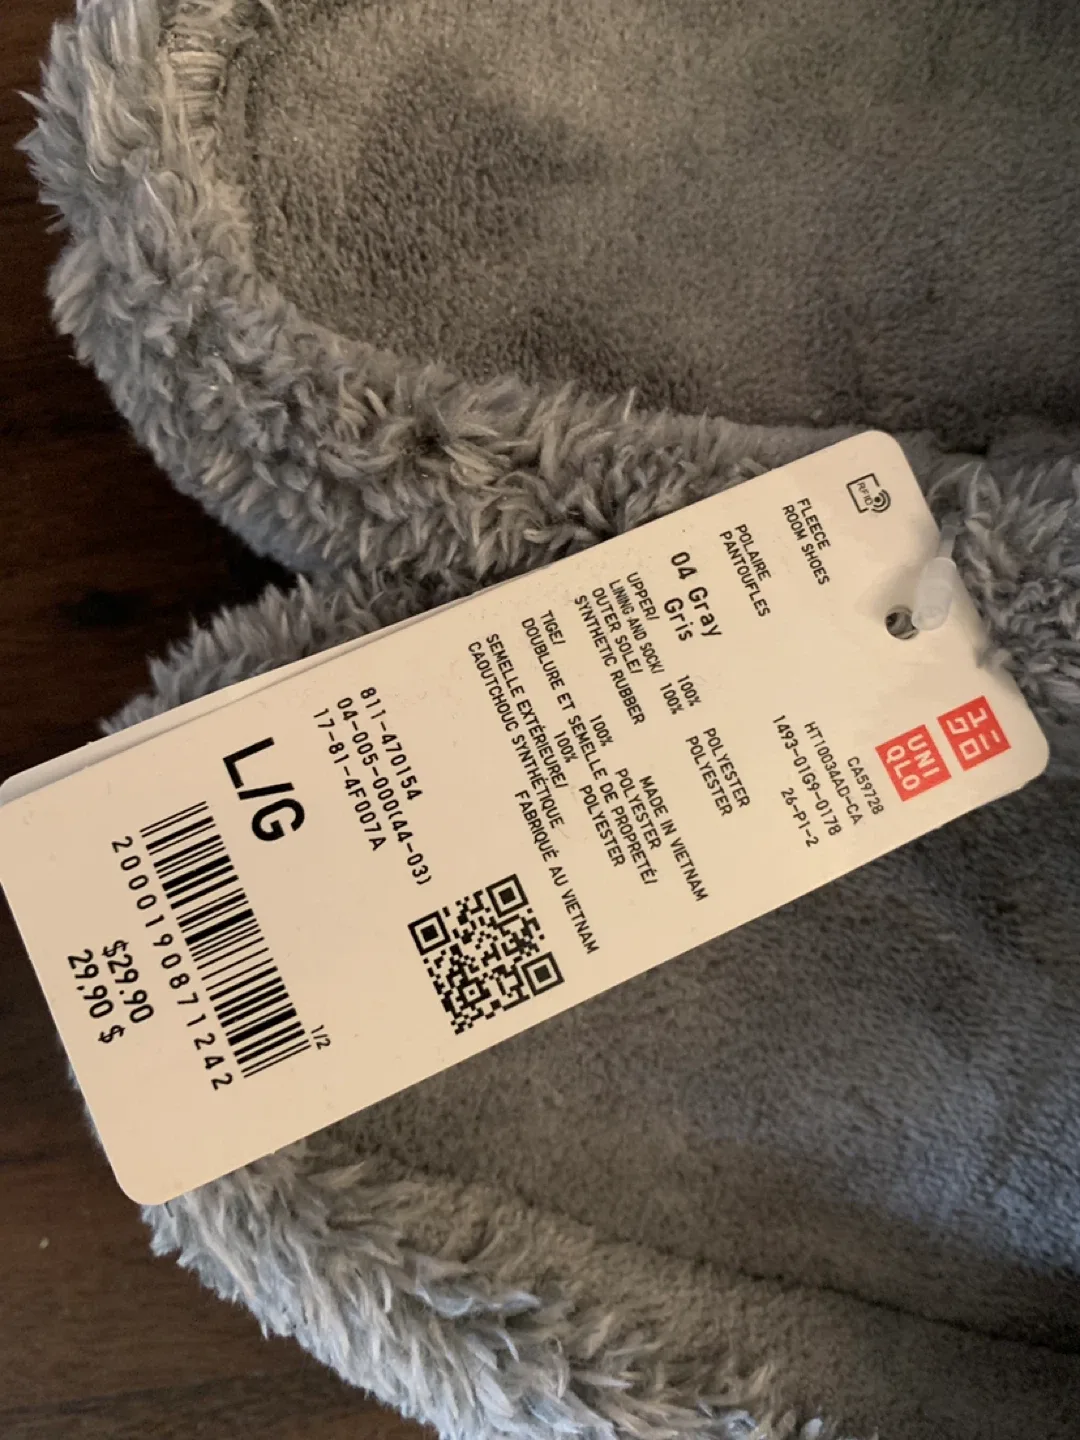 RFID
FLEECE
ROOM SHOES
POLAIRE
PANTOUFLES
04 Gray
Gris
UPPER/ 100% POLYESTER
LINING AND SOCK/ 100% POLYESTER
OUTER SOLE/
SYNTHETIC RUBBER
MADE IN VIETNAM
TIGE/ 100% POLYESTER
DOUBLURE ET SEMELLE DE PROPRETÉ/
100% POLYESTER
SEMELLE EXTÉRIEURE/
CAOUTCHOUC SYNTHÉTIQUE
FABRIQUÉ AU VIETNAM
ユニ
クロ
UNI
QLO
CA59728
HT10034AD-CA
1493-01G9-0178
26-P1-2
811-470154
04-005-000(44-03)
17-81-4F007A
L/G
1/2
2000190871242
$29.90
29,90 $